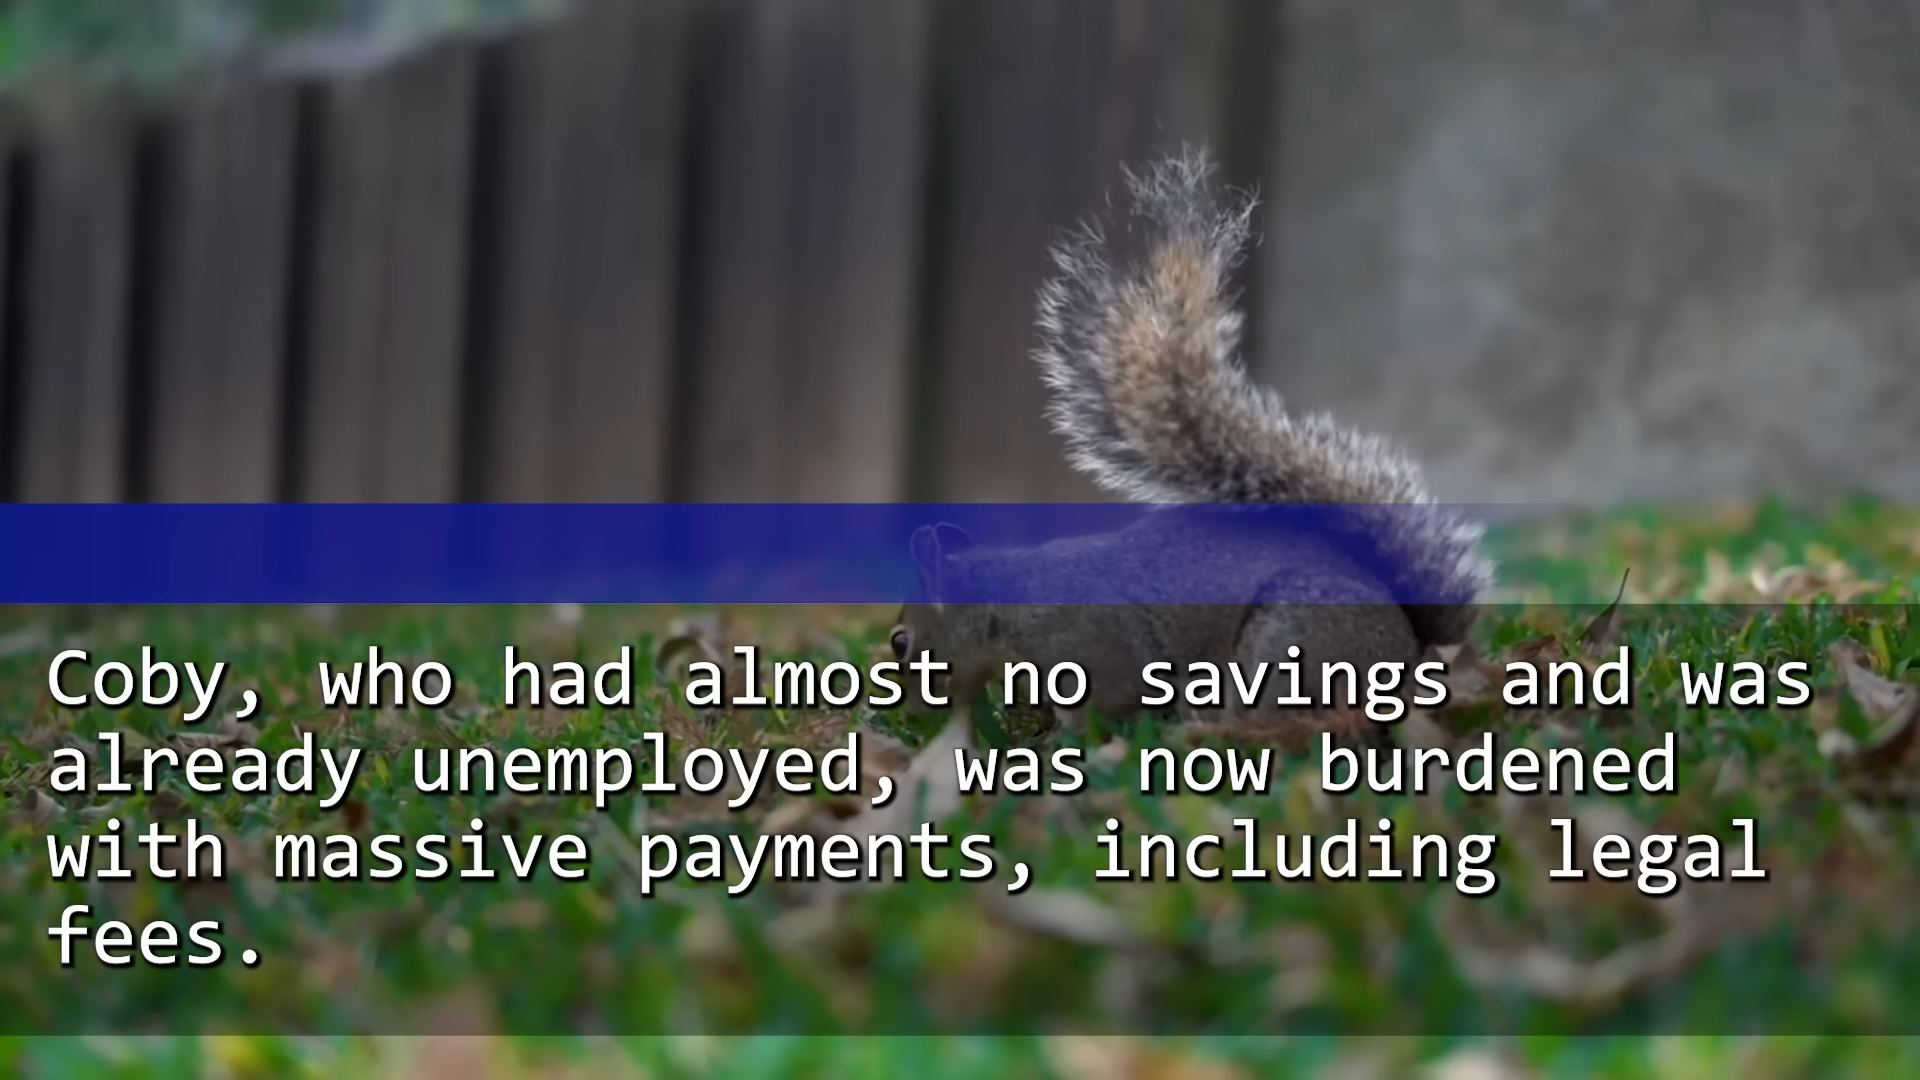 Coby, who had almost no savings and was
already unemployed, was now burdened
with massive payments, including legal
fees.